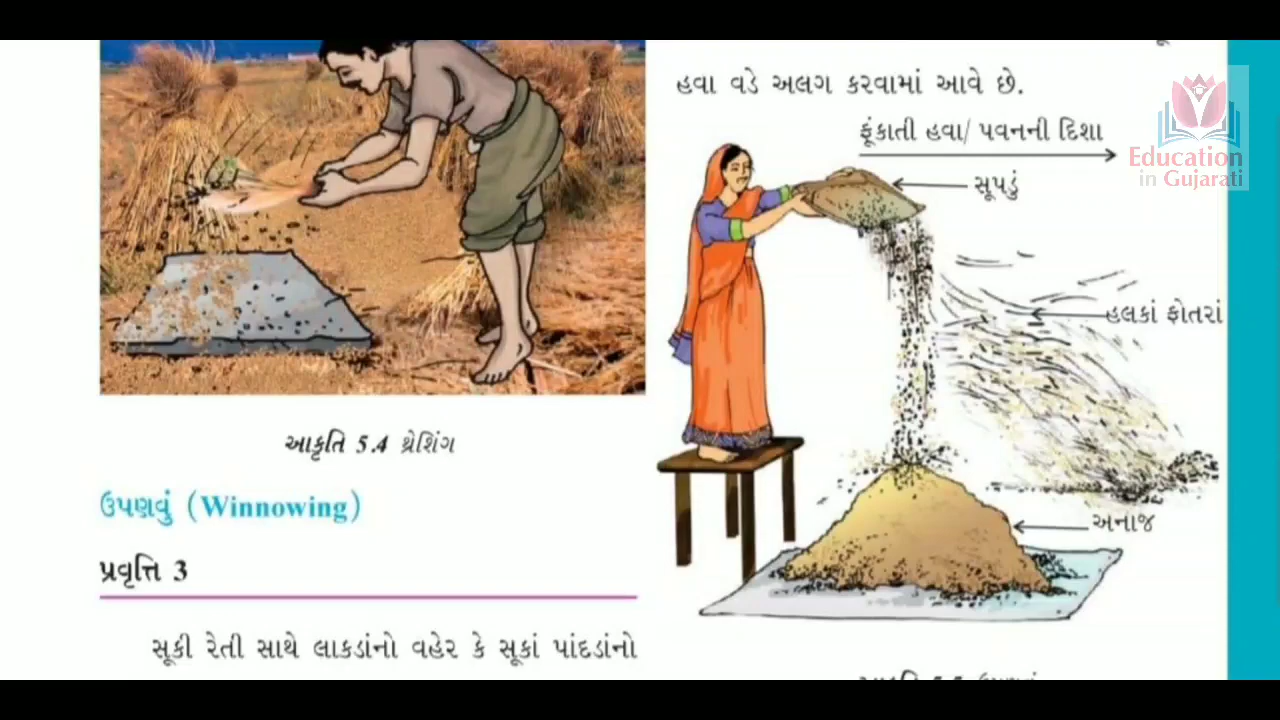 આકૃતિ 5.4 થ્રેશિંગ
ઉપણવું (Winnowing)
પ્રવૃત્તિ 3
સૂકી રેતી સાથે લાકડાંનો વહેર કે સૂકાં પાંદડાંનો
હવા વડે અલગ કરવામાં આવે છે.
ફૂંકાતી હવા/ પવનની દિશા
સૂપડું
હલકાં ફોતરાં
અનાજ
Education
in Gujarati